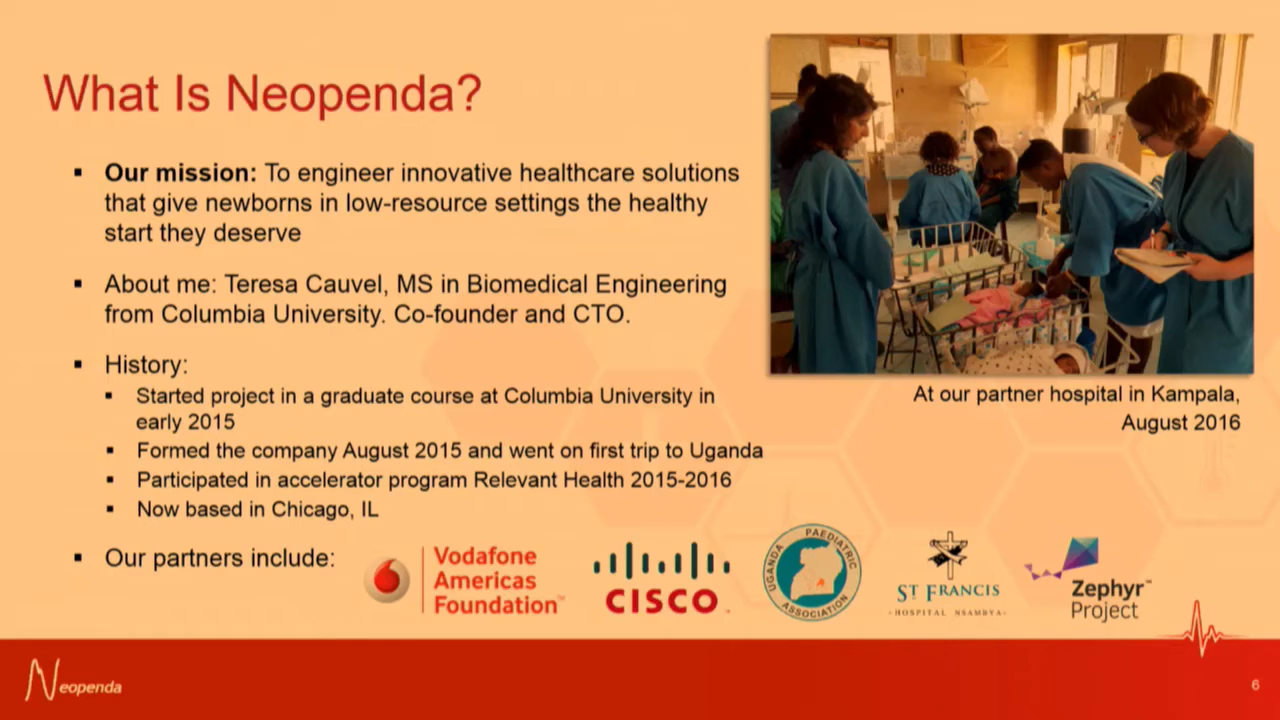 What Is Neopenda?
▪ Our mission: To engineer innovative healthcare solutions
that give newborns in low-resource settings the healthy
start they deserve
▪ About me: Teresa Cauvel, MS in Biomedical Engineering
from Columbia University. Co-founder and CTO.
▪ History:
▪ Started project in a graduate course at Columbia University in
early 2015
▪ Formed the company August 2015 and went on first trip to Uganda
▪ Participated in accelerator program Relevant Health 2015-2016
▪ Now based in Chicago, IL
At our partner hospital in Kampala,
August 2016
▪ Our partners include:
Vodafone
Americas
Foundation™
CISCO™
UGANDA PAEDIATRIC
ASSOCIATION
ST FRANCIS
- HOSPITAL NSAMBYA -
Zephyr™
Project
Neopenda
6